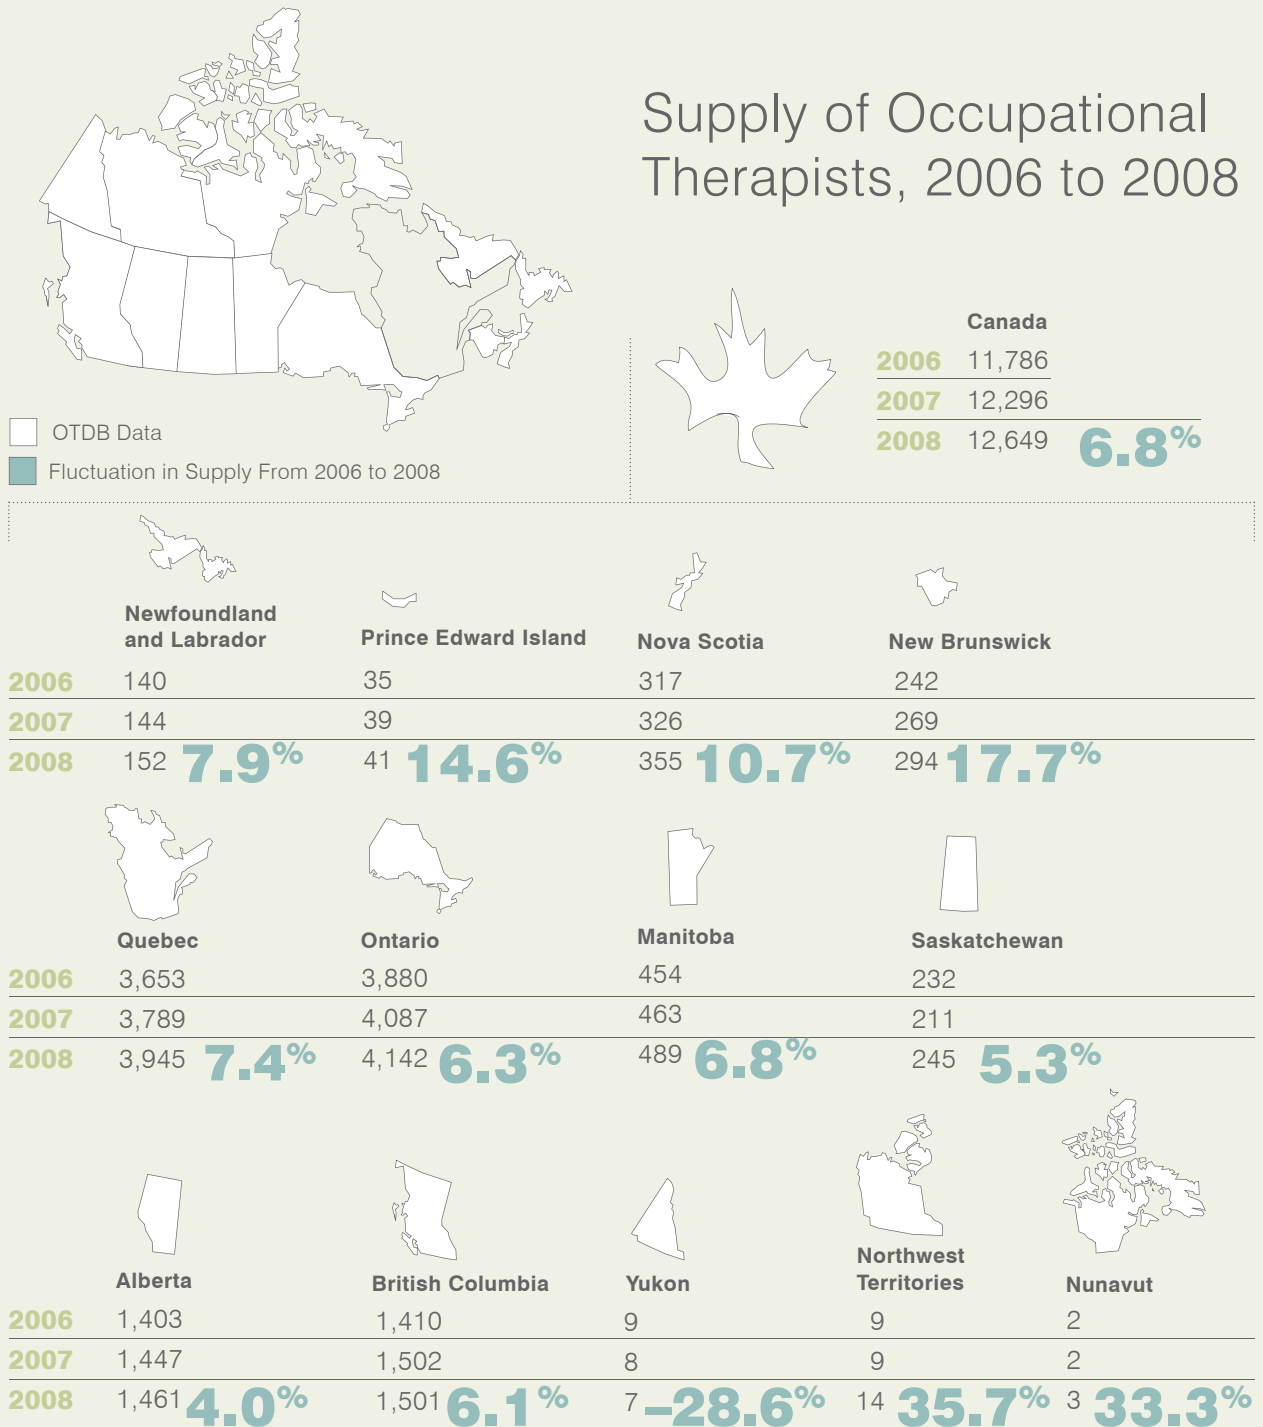 Supply of Occupational
Therapists, 2006 to 2008
Canada
2006 11,786
2007 12,296
2008 12,649 6.8%
OTDB Data
Fluctuation in Supply From 2006 to 2008
Newfoundland
and Labrador Prince Edward Island Nova Scotia New Brunswick
2006 140 35 317 242
2007 144 39 326 269
2008 152 7.9% 41 14.6% 355 10.7% 294 17.7%
Quebec Ontario Manitoba Saskatchewan
2006 3,653 3,880 454 232
2007 3,789 4,087 463 211
2008 3,945 7.4% 4,142 6.3% 489 6.8% 245 5.3%
Northwest
Alberta British Columbia Yukon Territories Nunavut
2006 1,403 1,410 9 9 2
2007 1,447 1,502 8 9 2
2008 1,461 4.0% 1,501 6.1% 7 –28.6% 14 35.7% 3 33.3%